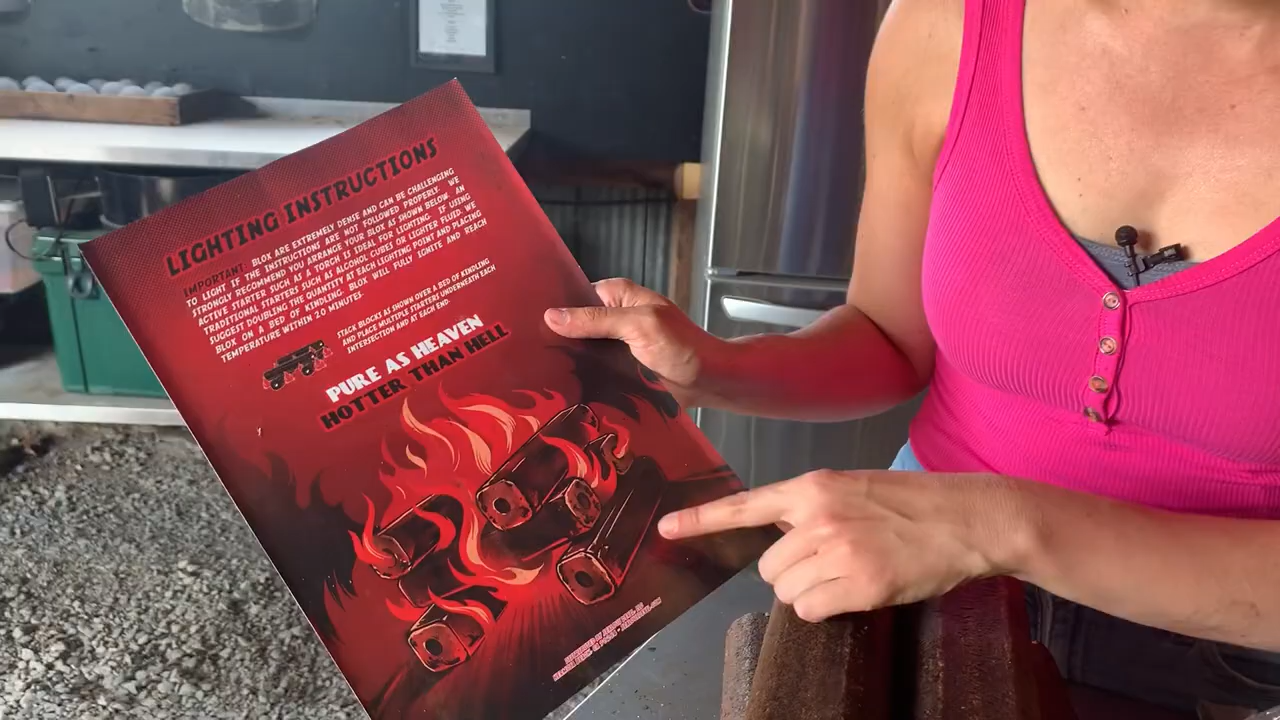 LIGHTING INSTRUCTIONS
IMPORTANT: BLOX ARE EXTREMELY DENSE AND CAN BE CHALLENGING
TO LIGHT IF THE INSTRUCTIONS ARE NOT FOLLOWED PROPERLY. WE
STRONGLY RECOMMEND YOU ARRANGE YOUR BLOX AS SHOWN BELOW. AN
ACTIVE STARTER SUCH AS A TORCH IS IDEAL FOR LIGHTING. IF USING
TRADITIONAL STARTERS SUCH AS ALCOHOL CUBES OR LIGHTER FLUID, WE
SUGGEST DOUBLING THE QUANTITY AT EACH LIGHTING POINT AND PLACING
BLOX ON A BED OF KINDLING. BLOX WILL FULLY IGNITE AND REACH
TEMPERATURE WITHIN 20 MINUTES.
STACK BLOCKS AS SHOWN OVER A BED OF KINDLING
AND PLACE MULTIPLE STARTERS UNDERNEATH EACH
INTERSECTION AND AT EACH END.
PURE AS HEAVEN
HOTTER THAN HELL